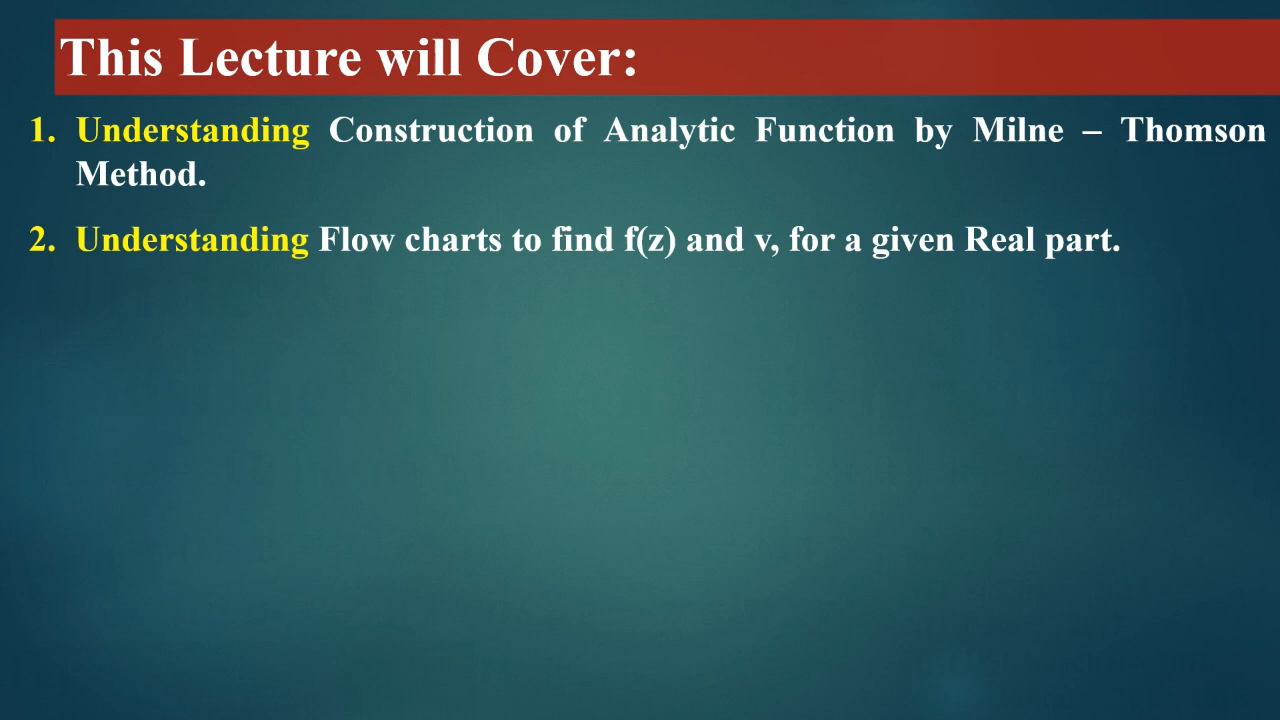 This Lecture will Cover:
1. Understanding Construction of Analytic Function by Milne – Thomson
Method.
2. Understanding Flow charts to find f(z) and v, for a given Real part.